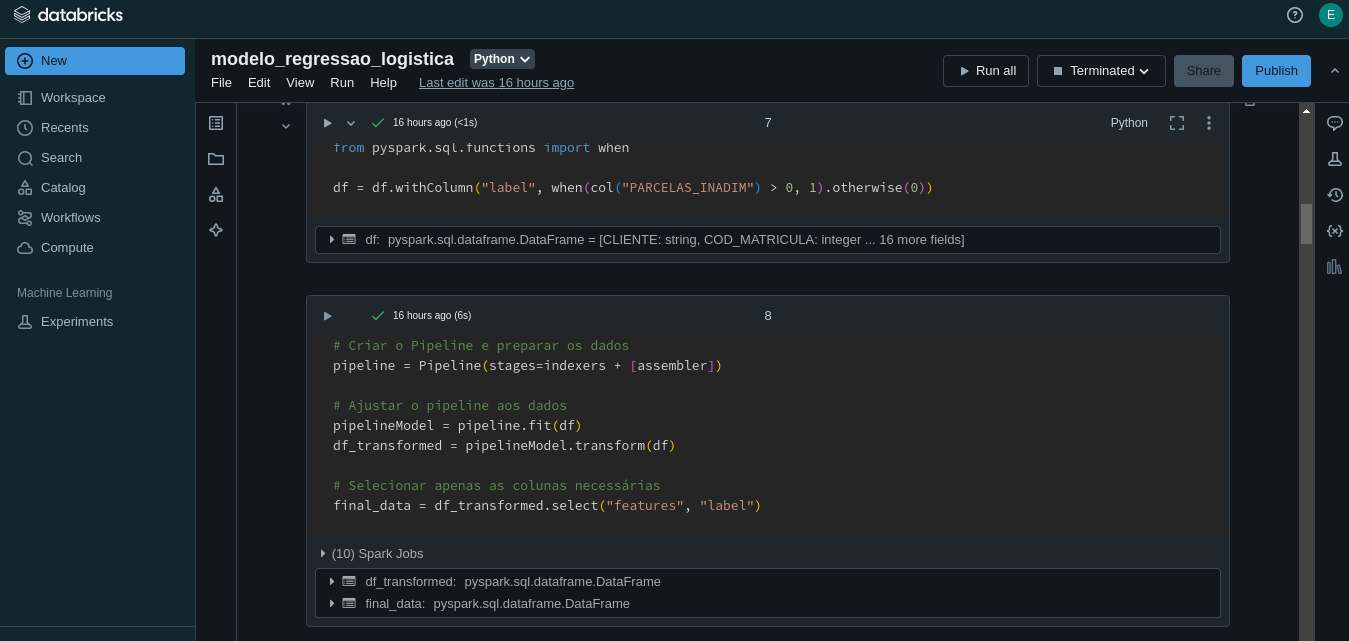 databricks
E
New
Workspace
Recents
Search
Catalog
Workflows
Compute
Machine Learning
Experiments
modelo_regressao_logistica Python
File Edit View Run Help Last edit was 16 hours ago
Run all Terminated Share Publish
16 hours ago (<1s) 7 Python
from pyspark.sql.functions import when
df = df.withColumn("label", when(col("PARCELAS_INADIM") > 0, 1).otherwise(0))
df: pyspark.sql.dataframe.DataFrame = [CLIENTE: string, COD_MATRICULA: integer ... 16 more fields]
16 hours ago (6s) 8
# Criar o Pipeline e preparar os dados
pipeline = Pipeline(stages=indexers + [assembler])
# Ajustar o pipeline aos dados
pipelineModel = pipeline.fit(df)
df_transformed = pipelineModel.transform(df)
# Selecionar apenas as colunas necessárias
final_data = df_transformed.select("features", "label")
(10) Spark Jobs
df_transformed: pyspark.sql.dataframe.DataFrame
final_data: pyspark.sql.dataframe.DataFrame